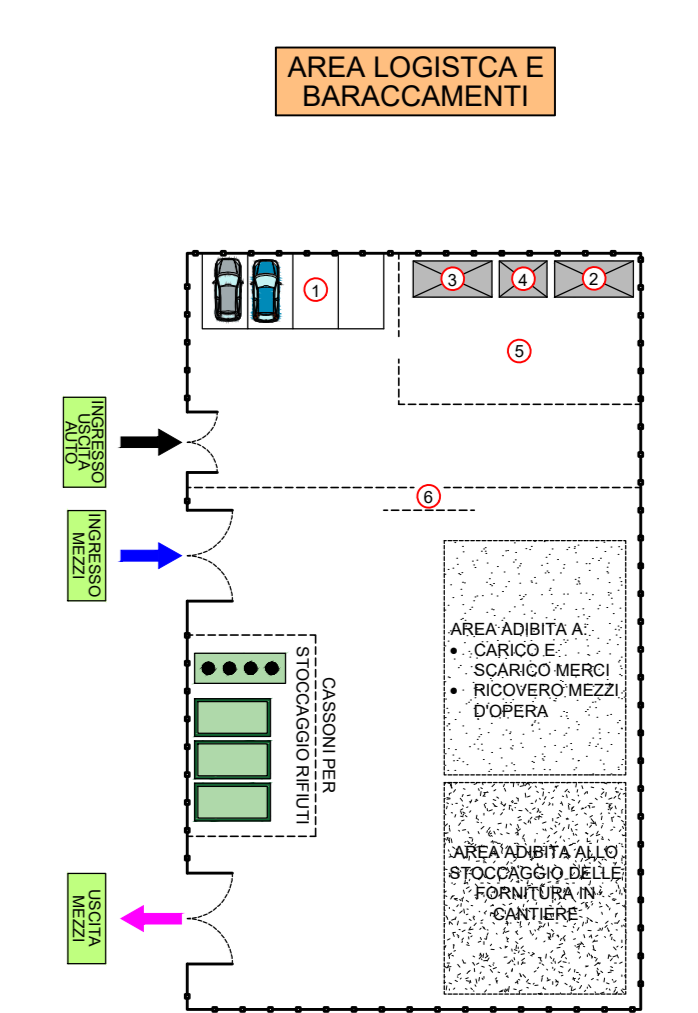 AREA LOGISTCA E
BARACCAMENTI
3
4
2
1
5
INGRESSO
USCITA
AUTO
6
INGRESSO
MEZZI
AREA ADIBITA A:
• CARICO E
SCARICO MERCI
• RICOVERO MEZZI
D'OPERA
CASSONI PER
STOCCAGGIO RIFIUTI
AREA ADIBITA ALLO
STOCCAGGIO DELLE
FORNITURA IN
CANTIERE
USCITA
MEZZI